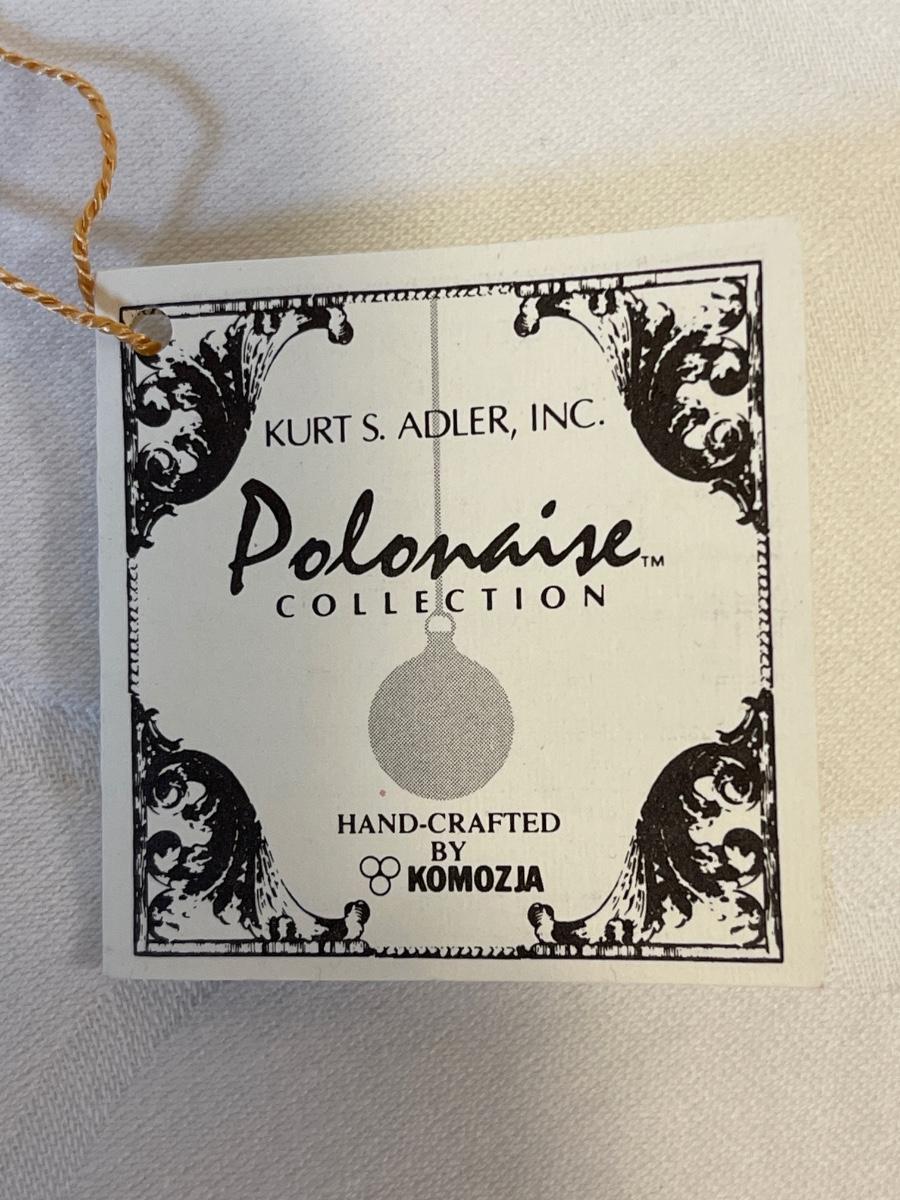 KURT S. ADLER, INC.
Polonaise™
COLLECTION
HAND-CRAFTED
BY
KOMOZJA